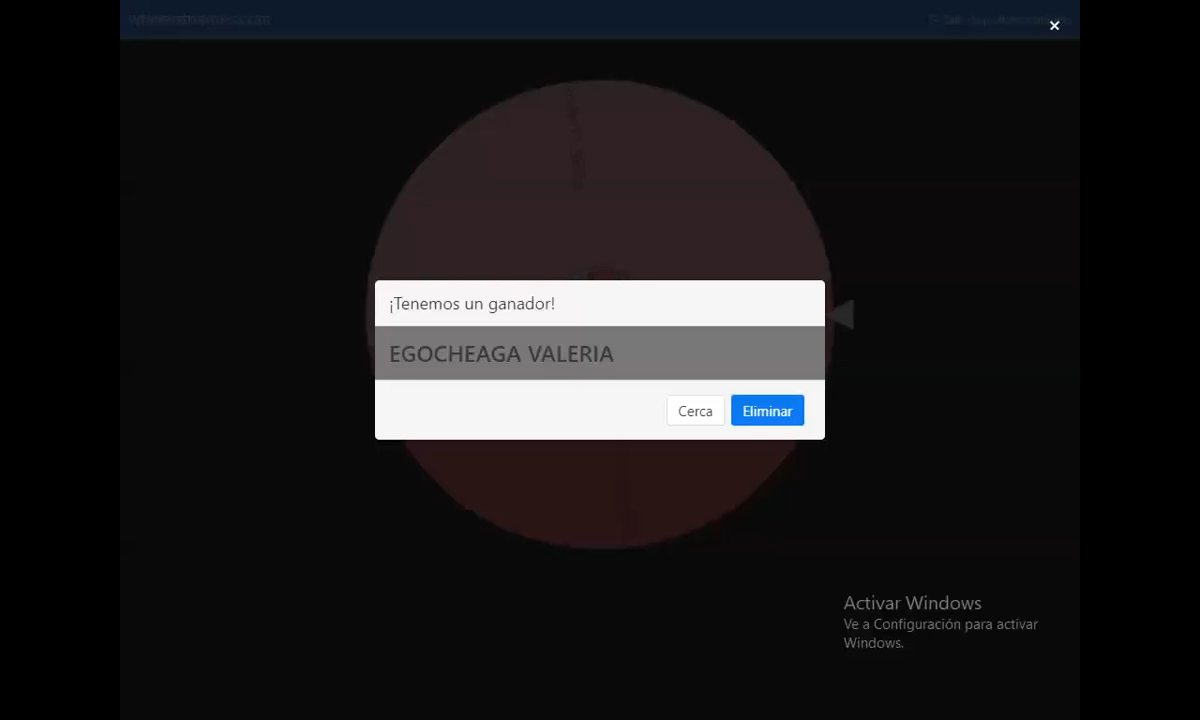 ¡Tenemos un ganador!
EGOCHEAGA VALERIA
Cerca
Eliminar
Activar Windows
Ve a Configuración para activar
Windows.